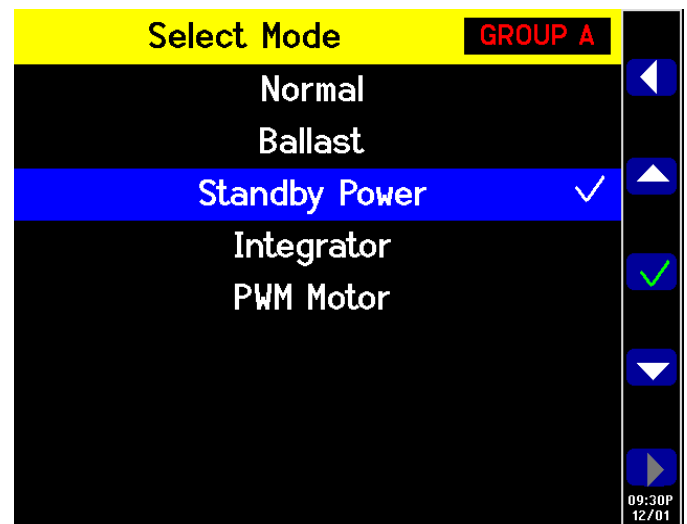 Select Mode GROUP A
Normal
Ballast
Standby Power
Integrator
PWM Motor
09:30P
12/01